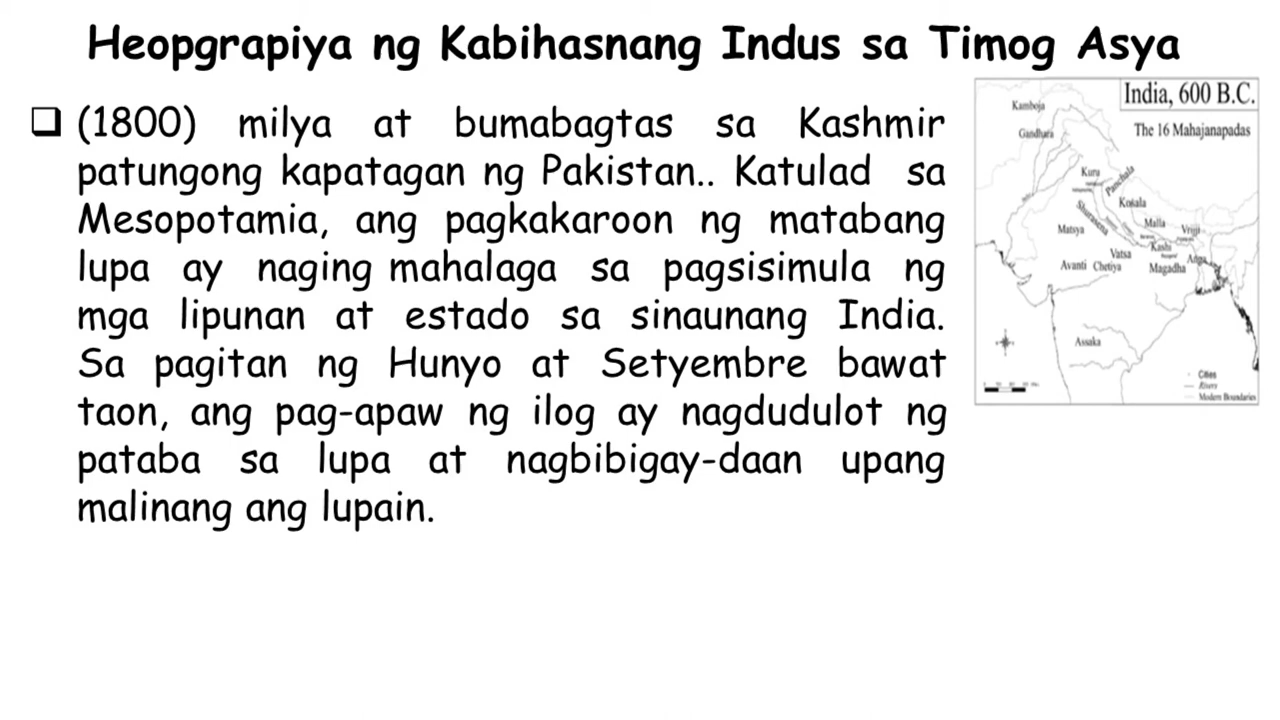 Heopgrapiya ng Kabihasnang Indus sa Timog Asya
(1800) milya at bumabagtas sa Kashmir
patungong kapatagan ng Pakistan.. Katulad sa
Mesopotamia, ang pagkakaroon ng matabang
lupa ay naging mahalaga sa pagsisimula ng
mga lipunan at estado sa sinaunang India.
Sa pagitan ng Hunyo at Setyembre bawat
taon, ang pag-apaw ng ilog ay nagdudulot ng
pataba sa lupa at nagbibigay-daan upang
malinang ang lupain.
India, 600 B.C.
The 16 Mahajanapadas
Kamboja
Gandhara
Kuru
Panchala
Kosala
Shurasena
Malla
Vriji
Matsya
Kashi
Vatsa
Anga
Avanti
Chetiya
Magadha
Assaka
Cities
Rivers
Modern Boundaries